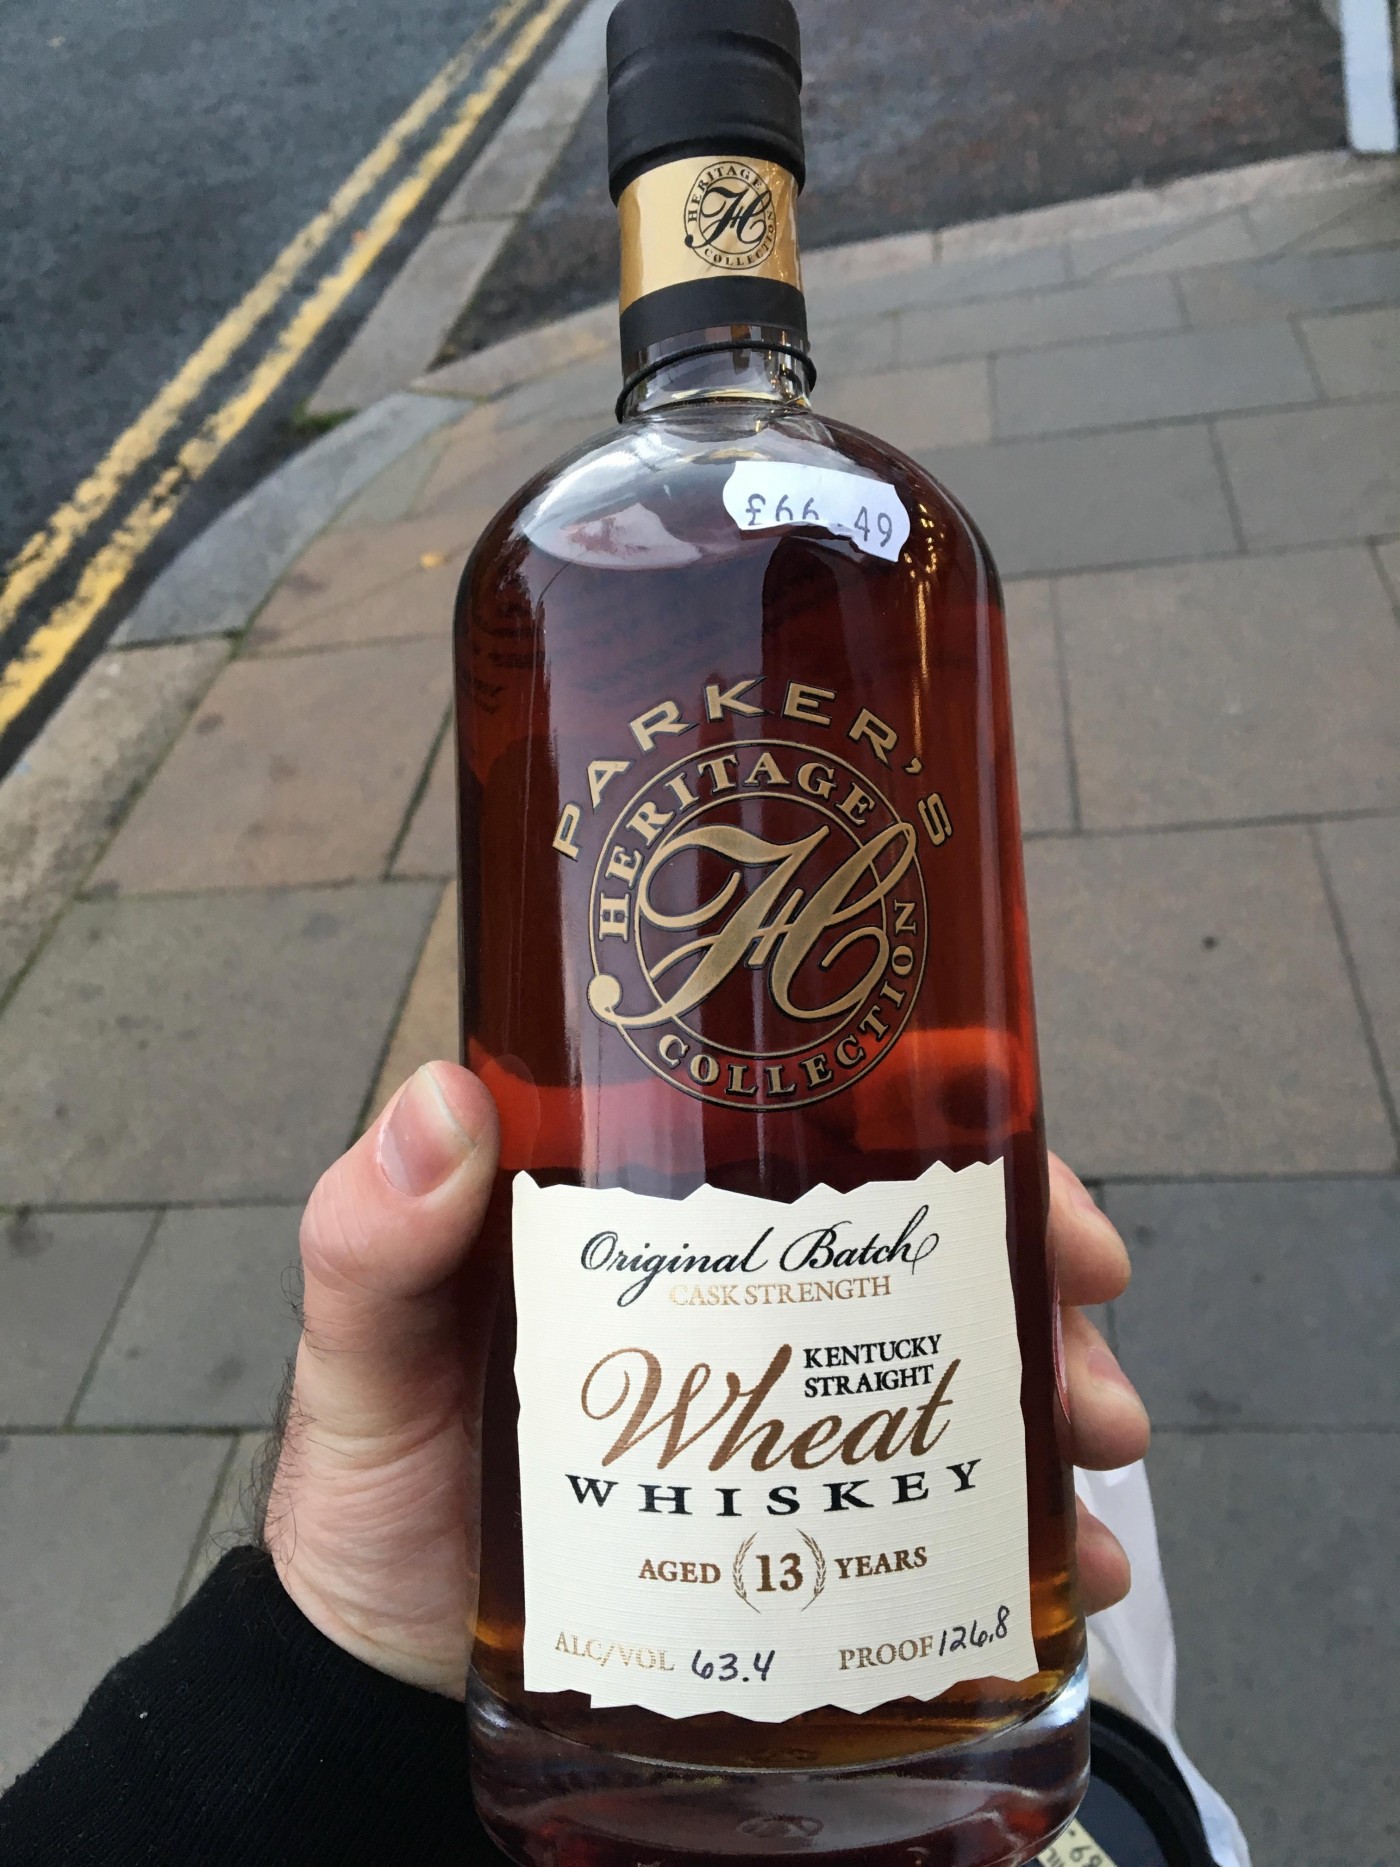 HERITAGE
H
COLLECTION
£66.49
PARKER'S
HERITAGE
H
COLLECTION
Original Batch
CASK STRENGTH
KENTUCKY
STRAIGHT
Wheat
WHISKEY
AGED 13 YEARS
ALC/VOL 63.4 PROOF 126.8